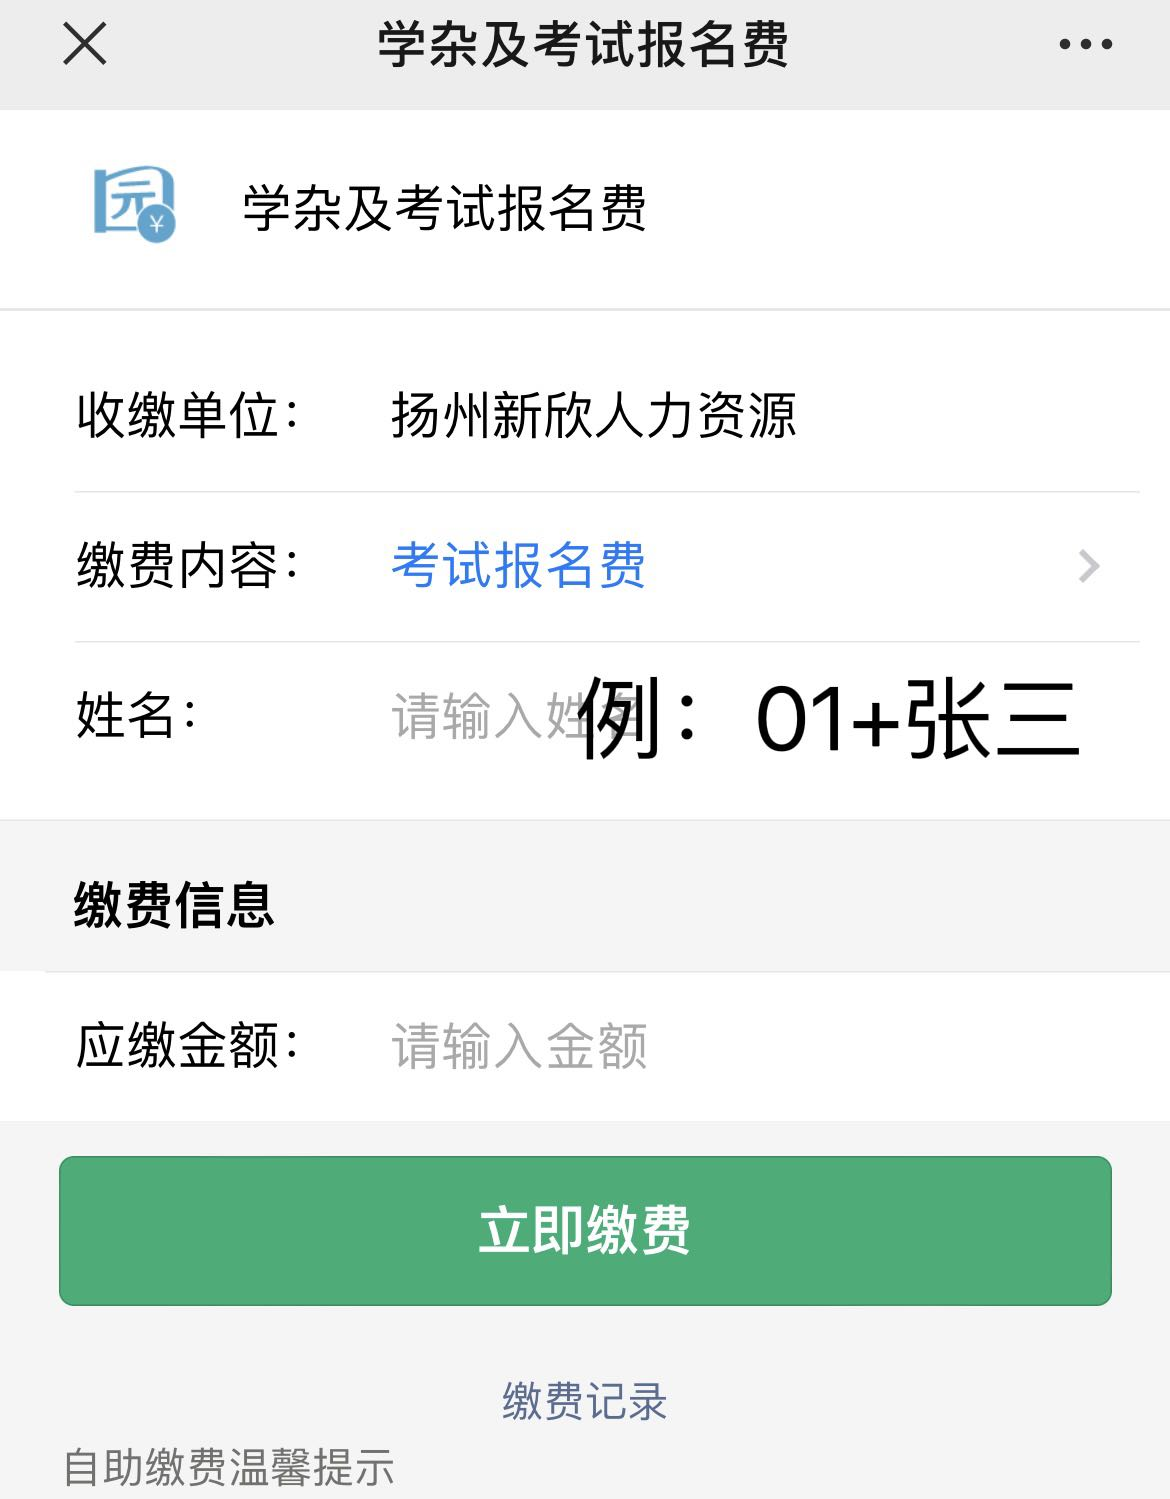 学杂及考试报名费
园
¥
学杂及考试报名费
收缴单位： 扬州新欣人力资源
缴费内容： 考试报名费
姓名： 请输入姓名 例：01+张三
缴费信息
应缴金额： 请输入金额
立即缴费
缴费记录
自助缴费温馨提示